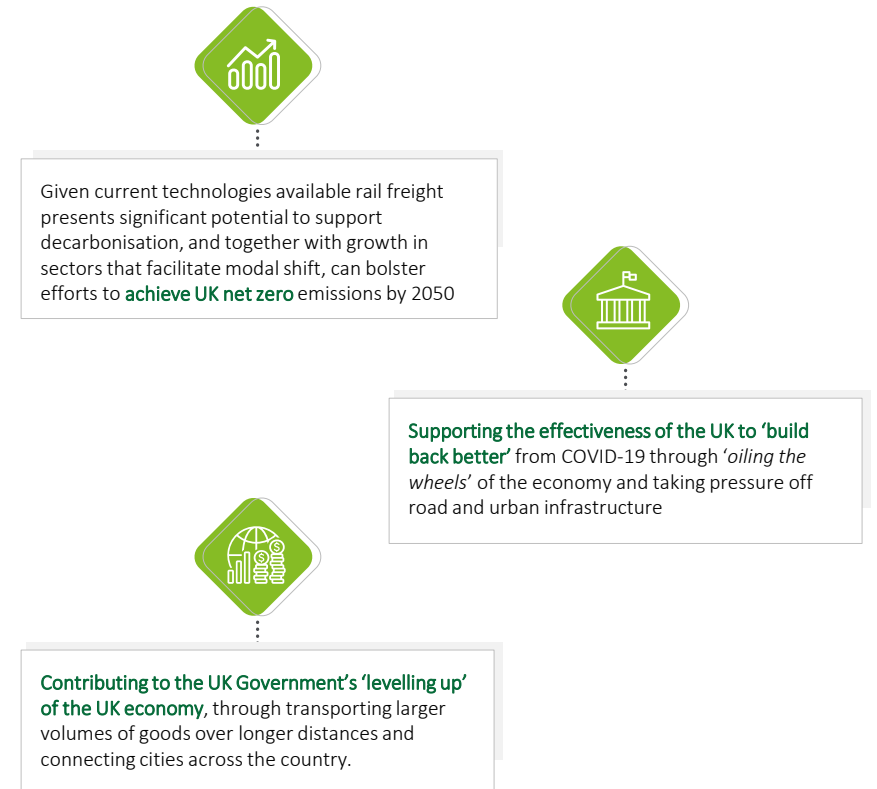 Given current technologies available rail freight
presents significant potential to support
decarbonisation, and together with growth in
sectors that facilitate modal shift, can bolster
efforts to achieve UK net zero emissions by 2050
Supporting the effectiveness of the UK to ‘build
back better’ from COVID-19 through ‘oiling the
wheels’ of the economy and taking pressure off
road and urban infrastructure
Contributing to the UK Government’s ‘levelling up’
of the UK economy, through transporting larger
volumes of goods over longer distances and
connecting cities across the country.